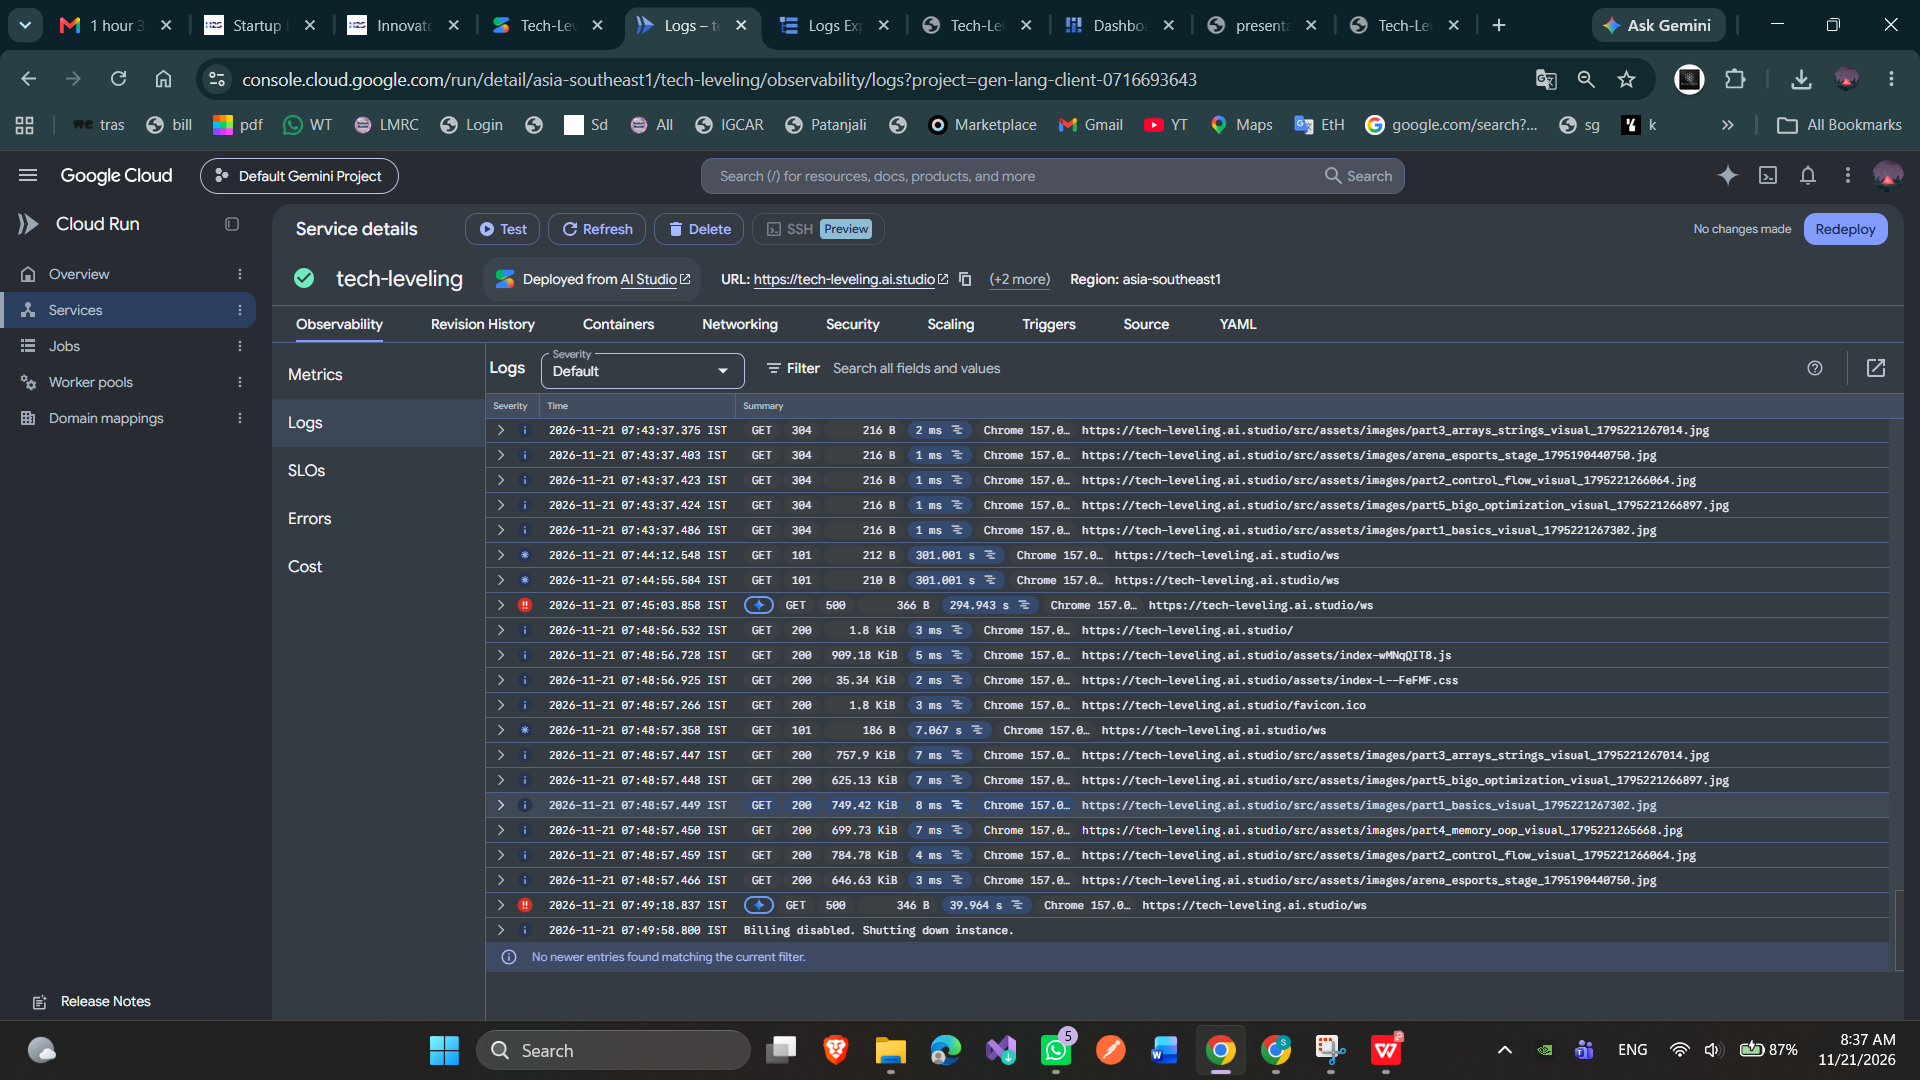 1 hour 3
Startup
Innovat
Tech-Lev
Logs – te
Logs Exp
Tech-Lev
Dashbo
presenta
Tech-Lev
Ask Gemini
console.cloud.google.com/run/detail/asia-southeast1/tech-leveling/observability/logs?project=gen-lang-client-0716693643
tras
bill
pdf
WT
LMRC
Login
Sd
All
IGCAR
Patanjali
Marketplace
Gmail
YT
Maps
EtH
google.com/search?...
sg
k
All Bookmarks
Google Cloud
Default Gemini Project
Search (/) for resources, docs, products, and more
Search
Cloud Run
Service details
Test
Refresh
Delete
SSH Preview
No changes made
Redeploy
Overview
Services
Jobs
Worker pools
Domain mappings
Release Notes
tech-leveling
Deployed from AI Studio
URL: https://tech-leveling.ai.studio
(+2 more)
Region: asia-southeast1
Observability
Revision History
Containers
Networking
Security
Scaling
Triggers
Source
YAML
Metrics
Logs
SLOs
Errors
Cost
Logs
Severity
Default
Filter
Search all fields and values
Severity Time Summary
2026-11-21 07:43:37.375 IST GET 304 216 B 2 ms Chrome 157.0… https://tech-leveling.ai.studio/src/assets/images/part3_arrays_strings_visual_1795221267014.jpg
2026-11-21 07:43:37.403 IST GET 304 216 B 1 ms Chrome 157.0… https://tech-leveling.ai.studio/src/assets/images/arena_esports_stage_1795190440750.jpg
2026-11-21 07:43:37.423 IST GET 304 216 B 1 ms Chrome 157.0… https://tech-leveling.ai.studio/src/assets/images/part2_control_flow_visual_1795221266064.jpg
2026-11-21 07:43:37.424 IST GET 304 216 B 1 ms Chrome 157.0… https://tech-leveling.ai.studio/src/assets/images/part5_bigo_optimization_visual_1795221266897.jpg
2026-11-21 07:43:37.486 IST GET 304 216 B 1 ms Chrome 157.0… https://tech-leveling.ai.studio/src/assets/images/part1_basics_visual_1795221267302.jpg
2026-11-21 07:44:12.548 IST GET 101 212 B 301.001 s Chrome 157.0… https://tech-leveling.ai.studio/ws
2026-11-21 07:44:55.584 IST GET 101 210 B 301.001 s Chrome 157.0… https://tech-leveling.ai.studio/ws
2026-11-21 07:45:03.858 IST GET 500 366 B 294.943 s Chrome 157.0… https://tech-leveling.ai.studio/ws
2026-11-21 07:48:56.532 IST GET 200 1.8 KiB 3 ms Chrome 157.0… https://tech-leveling.ai.studio/
2026-11-21 07:48:56.728 IST GET 200 909.18 KiB 5 ms Chrome 157.0… https://tech-leveling.ai.studio/assets/index-wMNqQIT8.js
2026-11-21 07:48:56.925 IST GET 200 35.34 KiB 2 ms Chrome 157.0… https://tech-leveling.ai.studio/assets/index-L--FeFMF.css
2026-11-21 07:48:57.266 IST GET 200 1.8 KiB 3 ms Chrome 157.0… https://tech-leveling.ai.studio/favicon.ico
2026-11-21 07:48:57.358 IST GET 101 186 B 7.067 s Chrome 157.0… https://tech-leveling.ai.studio/ws
2026-11-21 07:48:57.447 IST GET 200 757.9 KiB 7 ms Chrome 157.0… https://tech-leveling.ai.studio/src/assets/images/part3_arrays_strings_visual_1795221267014.jpg
2026-11-21 07:48:57.448 IST GET 200 625.13 KiB 7 ms Chrome 157.0… https://tech-leveling.ai.studio/src/assets/images/part5_bigo_optimization_visual_1795221266897.jpg
2026-11-21 07:48:57.449 IST GET 200 749.42 KiB 8 ms Chrome 157.0… https://tech-leveling.ai.studio/src/assets/images/part1_basics_visual_1795221267302.jpg
2026-11-21 07:48:57.450 IST GET 200 699.73 KiB 7 ms Chrome 157.0… https://tech-leveling.ai.studio/src/assets/images/part4_memory_oop_visual_1795221265668.jpg
2026-11-21 07:48:57.459 IST GET 200 784.78 KiB 4 ms Chrome 157.0… https://tech-leveling.ai.studio/src/assets/images/part2_control_flow_visual_1795221266064.jpg
2026-11-21 07:48:57.466 IST GET 200 646.63 KiB 3 ms Chrome 157.0… https://tech-leveling.ai.studio/src/assets/images/arena_esports_stage_1795190440750.jpg
2026-11-21 07:49:18.837 IST GET 500 346 B 39.964 s Chrome 157.0… https://tech-leveling.ai.studio/ws
2026-11-21 07:49:58.800 IST Billing disabled. Shutting down instance.
No newer entries found matching the current filter.
Search
5
ENG
87%
8:37 AM
11/21/2026